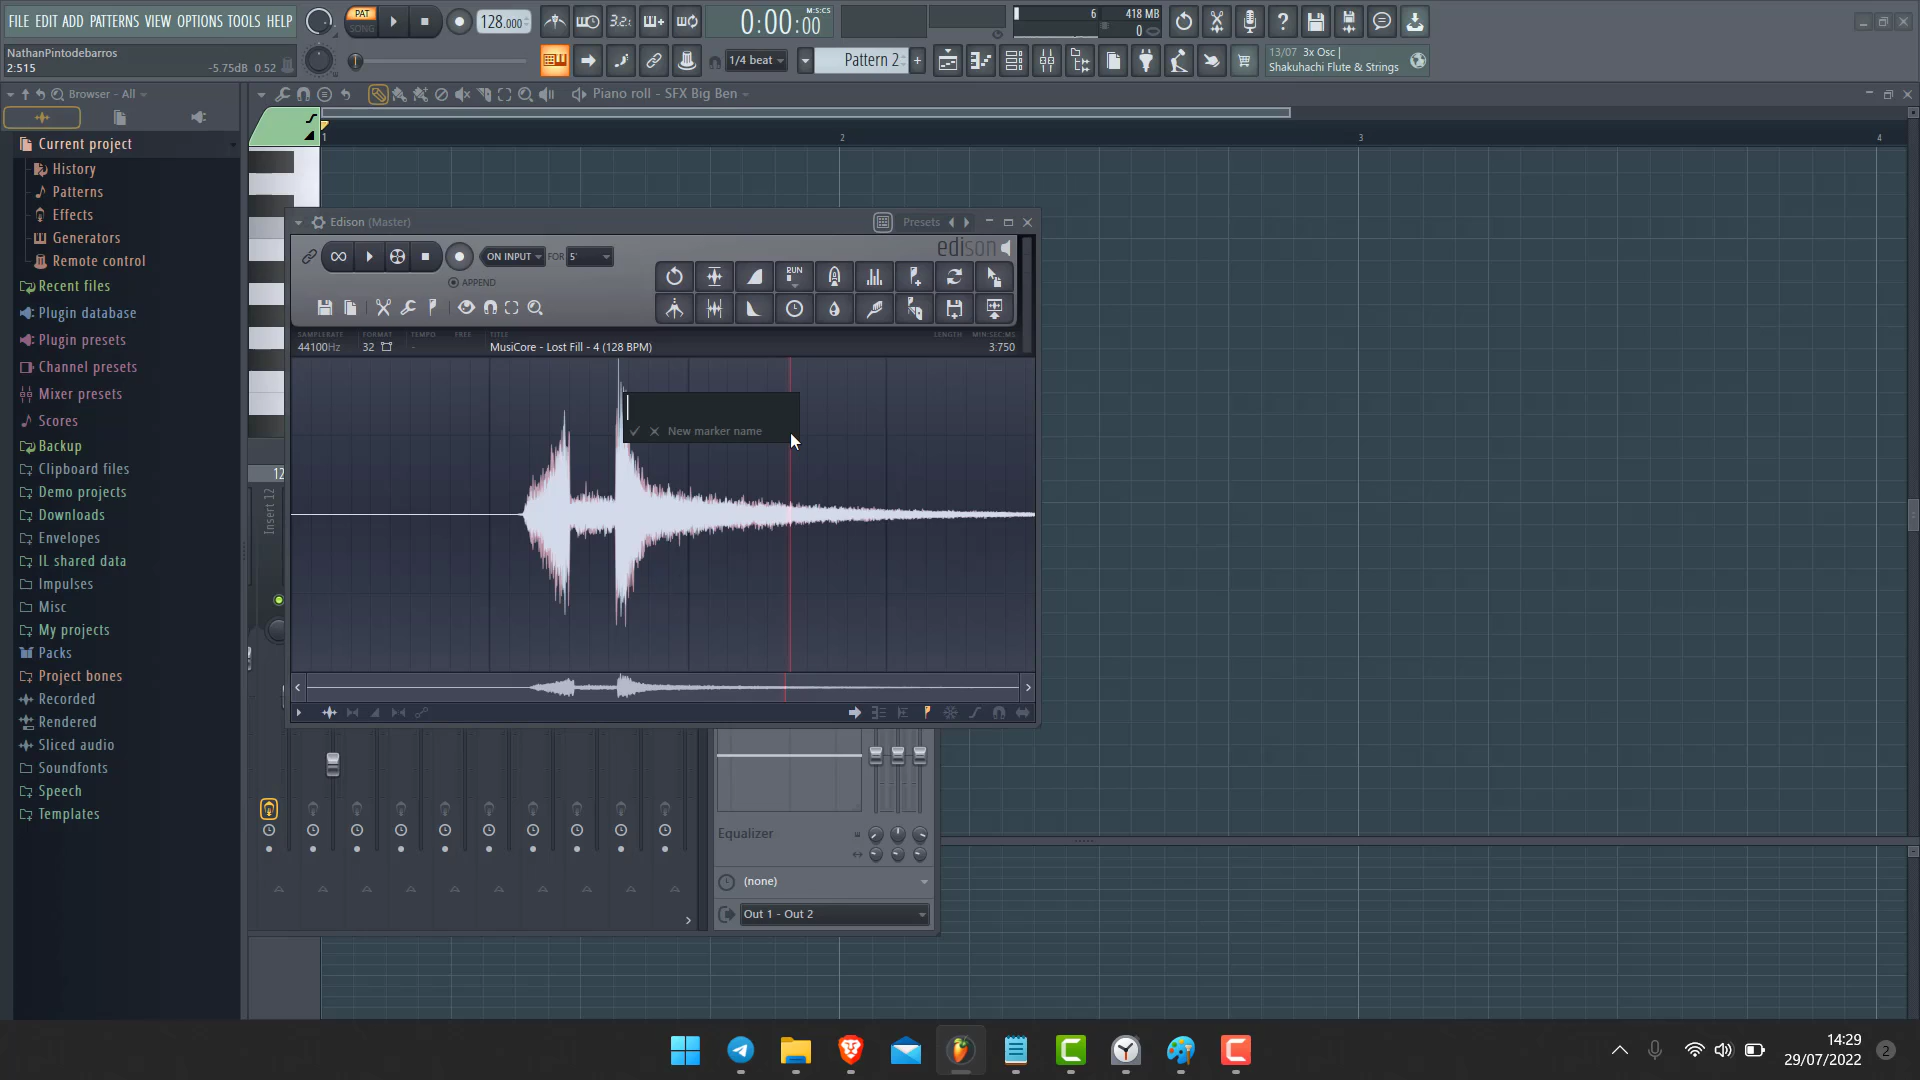 FILE EDIT ADD PATTERNS VIEW OPTIONS TOOLS HELP
PAT
SONG
128.000
3.2.
0:00:00
M:S:CS
6
418 MB
0
NathanPintodebarros
2:515
-5.75dB 0.52
1/4 beat
Pattern 2
13/07 3x Osc |
Shakuhachi Flute & Strings
Browser - All
Piano roll - SFX Big Ben
1
2
3
4
Current project
History
Patterns
Effects
Generators
Remote control
Recent files
Plugin database
Plugin presets
Channel presets
Mixer presets
Scores
Backup
Clipboard files
Demo projects
Downloads
Envelopes
IL shared data
Impulses
Misc
My projects
Packs
Project bones
Recorded
Rendered
Sliced audio
Soundfonts
Speech
Templates
12
Insert 12
Edison (Master)
Presets
ON INPUT
FOR
5'
edison
APPEND
RUN
SAMPLERATE
FORMAT
TEMPO
FREE
TITLE
LENGTH
MIN:SEC:MS
44100Hz
32
-
MusiCore - Lost Fill - 4 (128 BPM)
3:750
New marker name
Equalizer
(none)
Out 1 - Out 2
14:29
29/07/2022
2